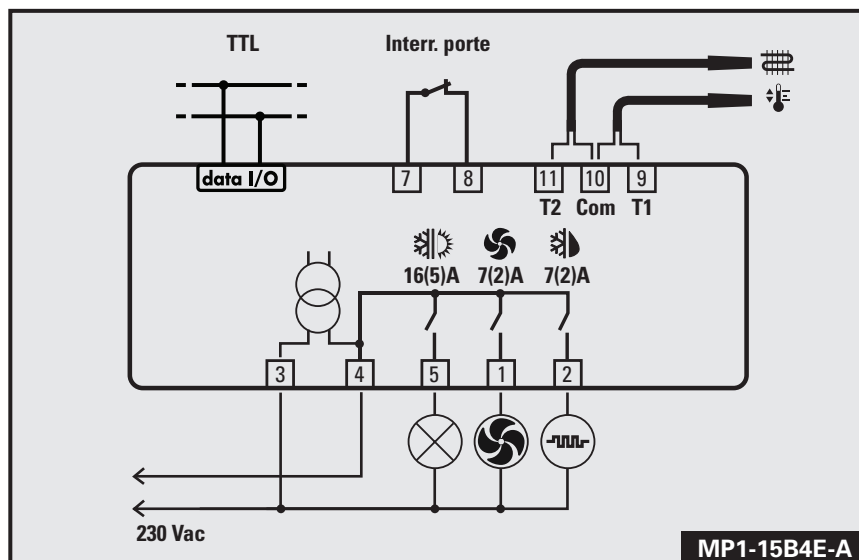 TTL Interr. porte
data I/O 7 8 11 10 9
T2 Com T1
16(5)A 7(2)A 7(2)A
3 4 5 1 2
230 Vac
MP1-15B4E-A